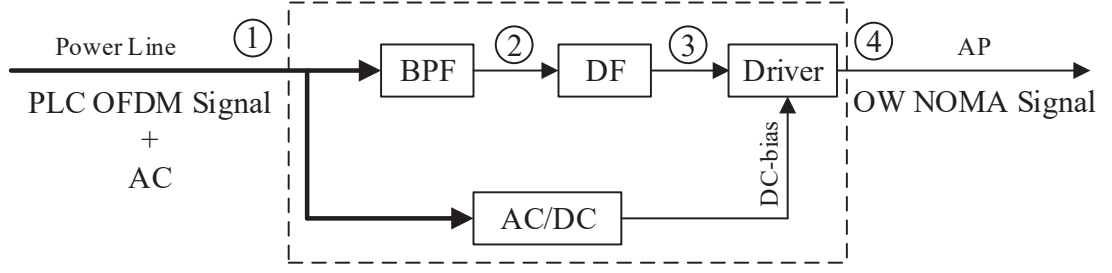 Power Line
PLC OFDM Signal
+
AC
1
BPF
2
DF
3
Driver
4
AP
OW NOMA Signal
DC-bias
AC/DC